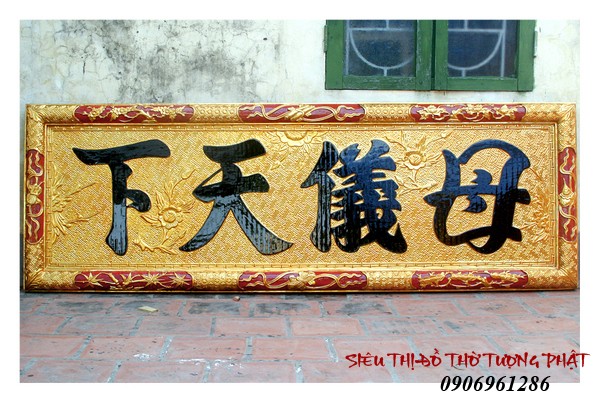 母儀天下
SIÊU THỊ ĐỒ THỜ TƯỢNG PHẬT
0906961286